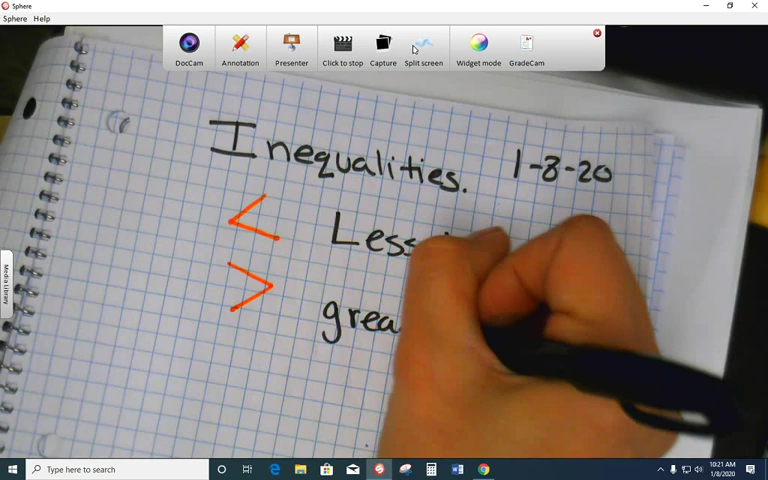 Sphere
Sphere Help
DocCam Annotation Presenter Click to stop Capture Split screen Widget mode GradeCam
Inequalities. 1-8-20
< Less
> grea
Media Library
Type here to search
10:21 AM
1/8/2020